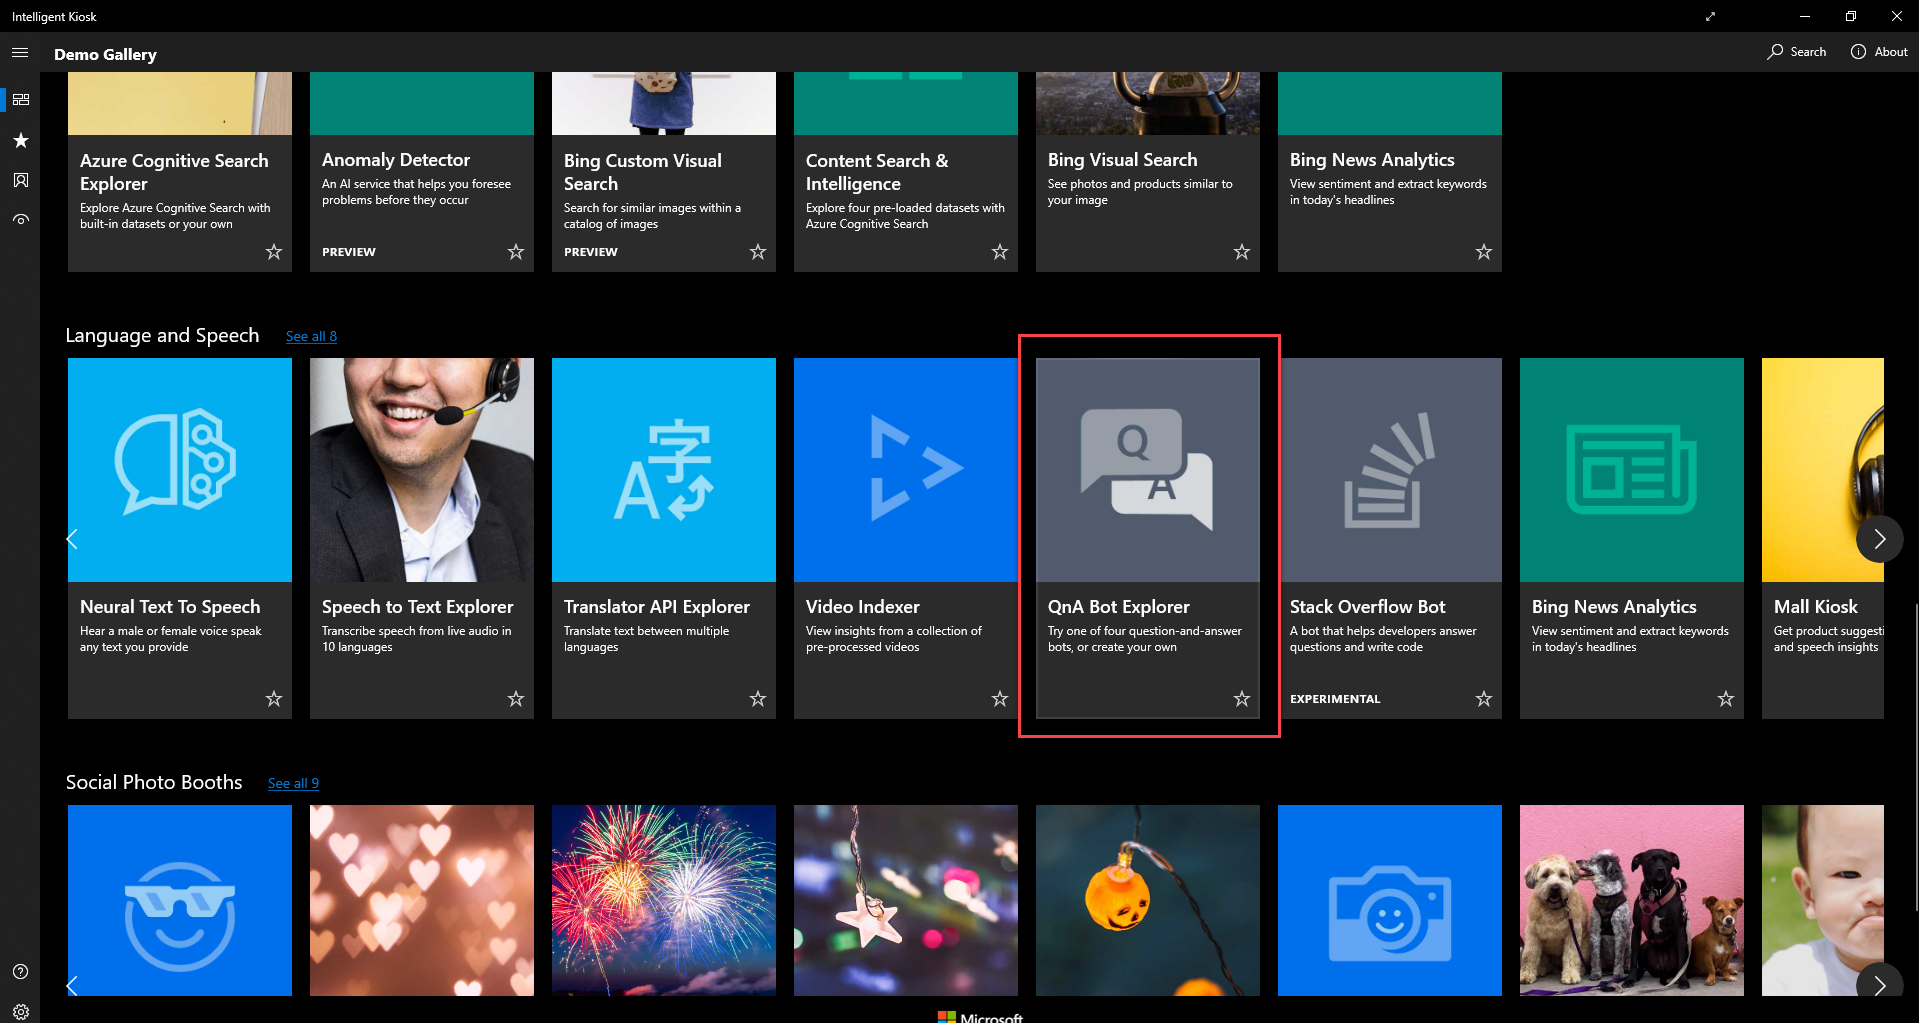 Intelligent Kiosk
Demo Gallery
Search
About
Azure Cognitive Search
Explorer
Explore Azure Cognitive Search with
built-in datasets or your own
Anomaly Detector
An AI service that helps you foresee
problems before they occur
PREVIEW
Bing Custom Visual
Search
Search for similar images within a
catalog of images
PREVIEW
Content Search &
Intelligence
Explore four pre-loaded datasets with
Azure Cognitive Search
Bing Visual Search
See photos and products similar to
your image
Bing News Analytics
View sentiment and extract keywords
in today's headlines
Language and Speech
See all 8
字
A
Q
A
Neural Text To Speech
Hear a male or female voice speak
any text you provide
Speech to Text Explorer
Transcribe speech from live audio in
10 languages
Translator API Explorer
Translate text between multiple
languages
Video Indexer
View insights from a collection of
pre-processed videos
QnA Bot Explorer
Try one of four question-and-answer
bots, or create your own
Stack Overflow Bot
A bot that helps developers answer
questions and write code
EXPERIMENTAL
Bing News Analytics
View sentiment and extract keywords
in today's headlines
Mall Kiosk
Get product suggesti
and speech insights
Social Photo Booths
See all 9
Microsoft